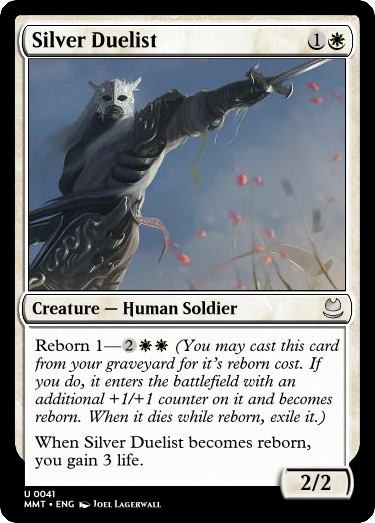 Silver Duelist 1
Creature — Human Soldier
Reborn 1—2 (You may cast this card
from your graveyard for it's reborn cost. If
you do, it enters the battlefield with an
additional +1/+1 counter on it and becomes
reborn. When it dies while reborn, exile it.)
When Silver Duelist becomes reborn,
you gain 3 life.
2/2
U 0041
MMT • ENG Joel Lagerwall